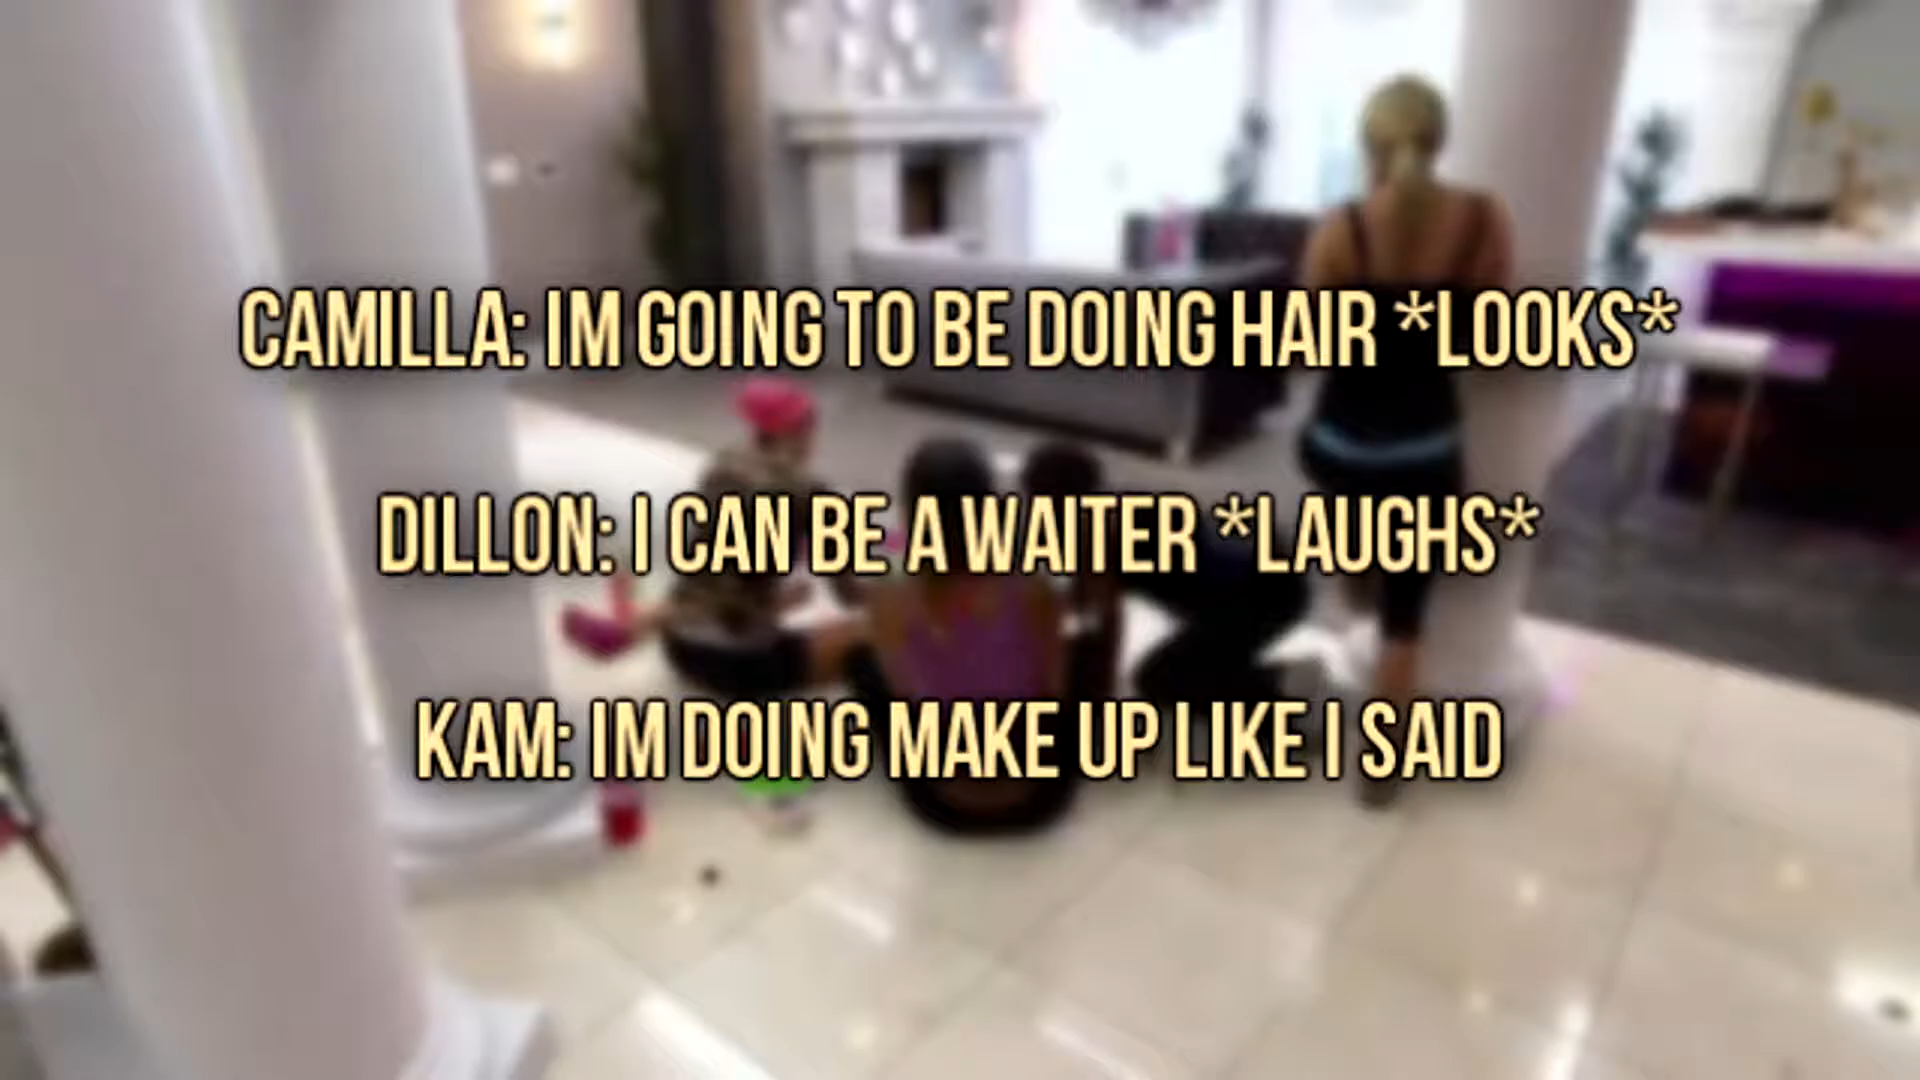 CAMILLA: IM GOING TO BE DOING HAIR *LOOKS*
DILLON: I CAN BE A WAITER *LAUGHS*
KAM: IM DOING MAKE UP LIKE I SAID